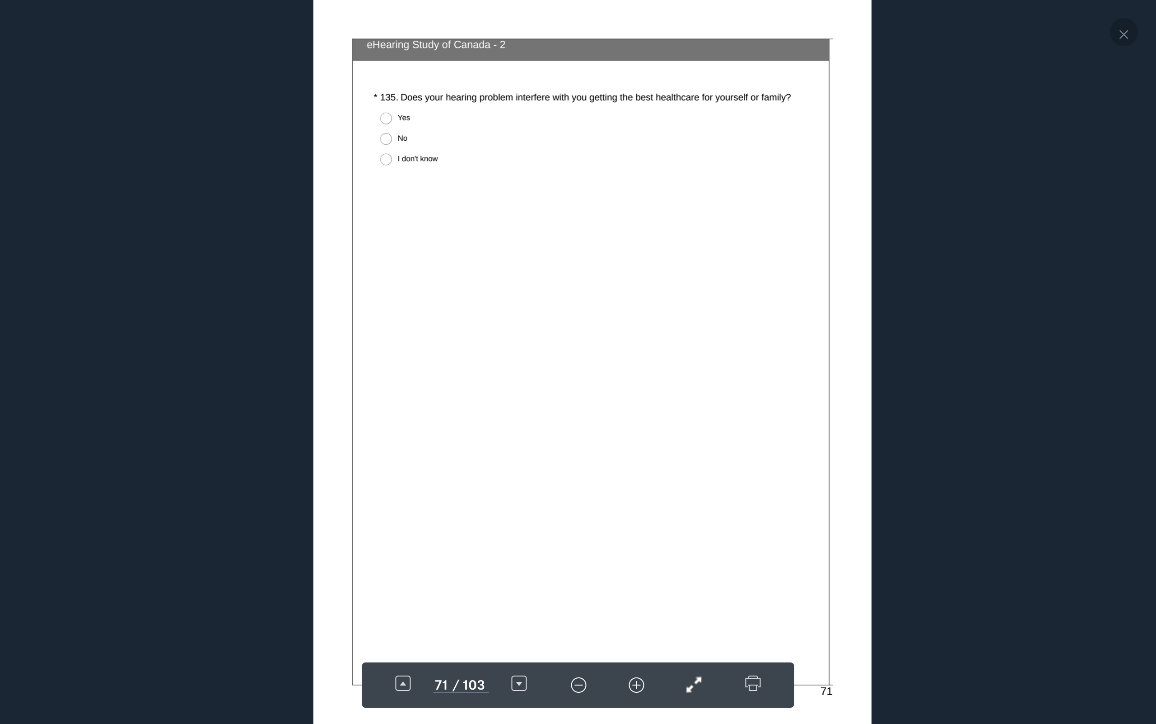 eHearing Study of Canada - 2
* 135. Does your hearing problem interfere with you getting the best healthcare for yourself or family?
Yes
No
I don't know
71 / 103
71